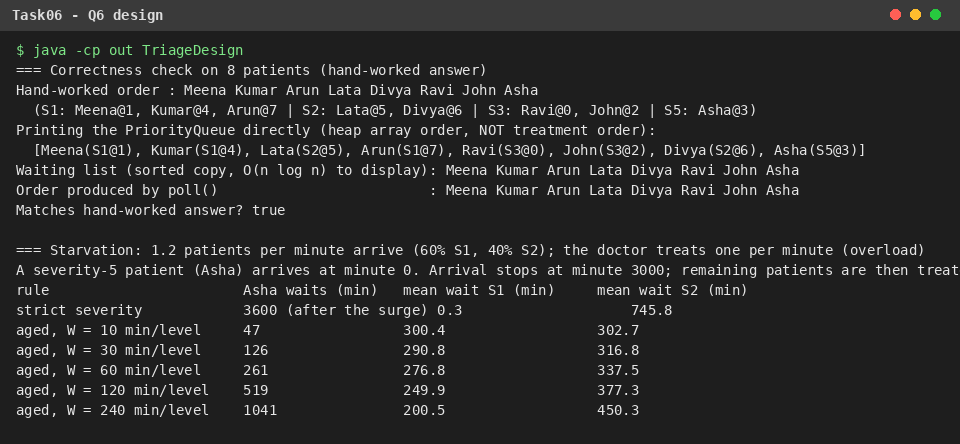 Task06 - Q6 design
$ java -cp out TriageDesign
=== Correctness check on 8 patients (hand-worked answer)
Hand-worked order : Meena Kumar Arun Lata Divya Ravi John Asha
  (S1: Meena@1, Kumar@4, Arun@7 | S2: Lata@5, Divya@6 | S3: Ravi@0, John@2 | S5: Asha@3)
Printing the PriorityQueue directly (heap array order, NOT treatment order):
  [Meena(S1@1), Kumar(S1@4), Lata(S2@5), Arun(S1@7), Ravi(S3@0), John(S3@2), Divya(S2@6), Asha(S5@3)]
Waiting list (sorted copy, O(n log n) to display): Meena Kumar Arun Lata Divya Ravi John Asha
Order produced by poll()                         : Meena Kumar Arun Lata Divya Ravi John Asha
Matches hand-worked answer? true
=== Starvation: 1.2 patients per minute arrive (60% S1, 40% S2); the doctor treats one per minute (overload)
A severity-5 patient (Asha) arrives at minute 0. Arrival stops at minute 3000; remaining patients are then treat
rule                       Asha waits (min)   mean wait S1 (min)     mean wait S2 (min)
strict severity            3600 (after the surge) 0.3                    745.8
aged, W = 10 min/level     47                 300.4                  302.7
aged, W = 30 min/level     126                290.8                  316.8
aged, W = 60 min/level     261                276.8                  337.5
aged, W = 120 min/level    519                249.9                  377.3
aged, W = 240 min/level    1041               200.5                  450.3